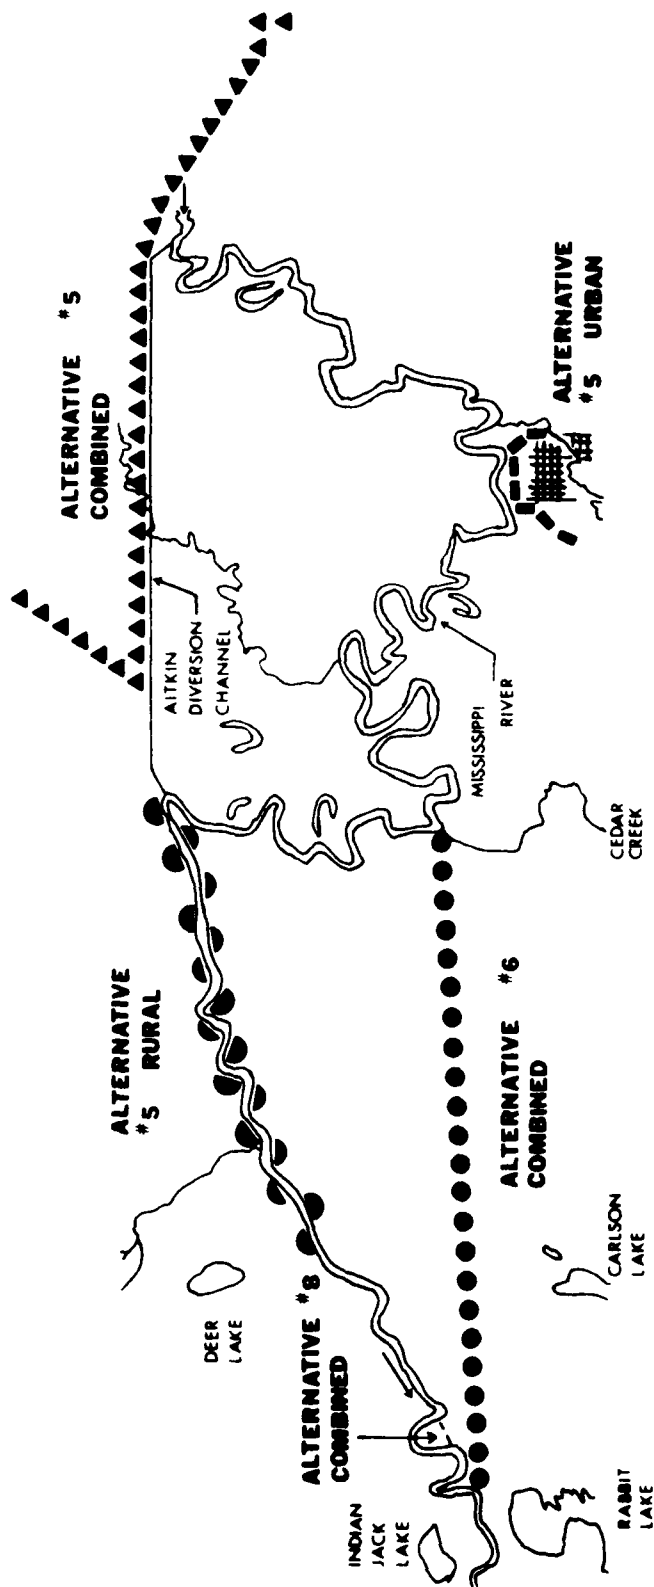 ALTERNATIVE #5
COMBINED
ALTERNATIVE
#5 URBAN
AITKIN
DIVERSION
CHANNEL
MISSISSIPPI
RIVER
CEDAR
CREEK
ALTERNATIVE
#5 RURAL
ALTERNATIVE #6
COMBINED
DEER
LAKE
ALTERNATIVE #8
COMBINED
CARLSON
LAKE
INDIAN
JACK
LAKE
RABBIT
LAKE